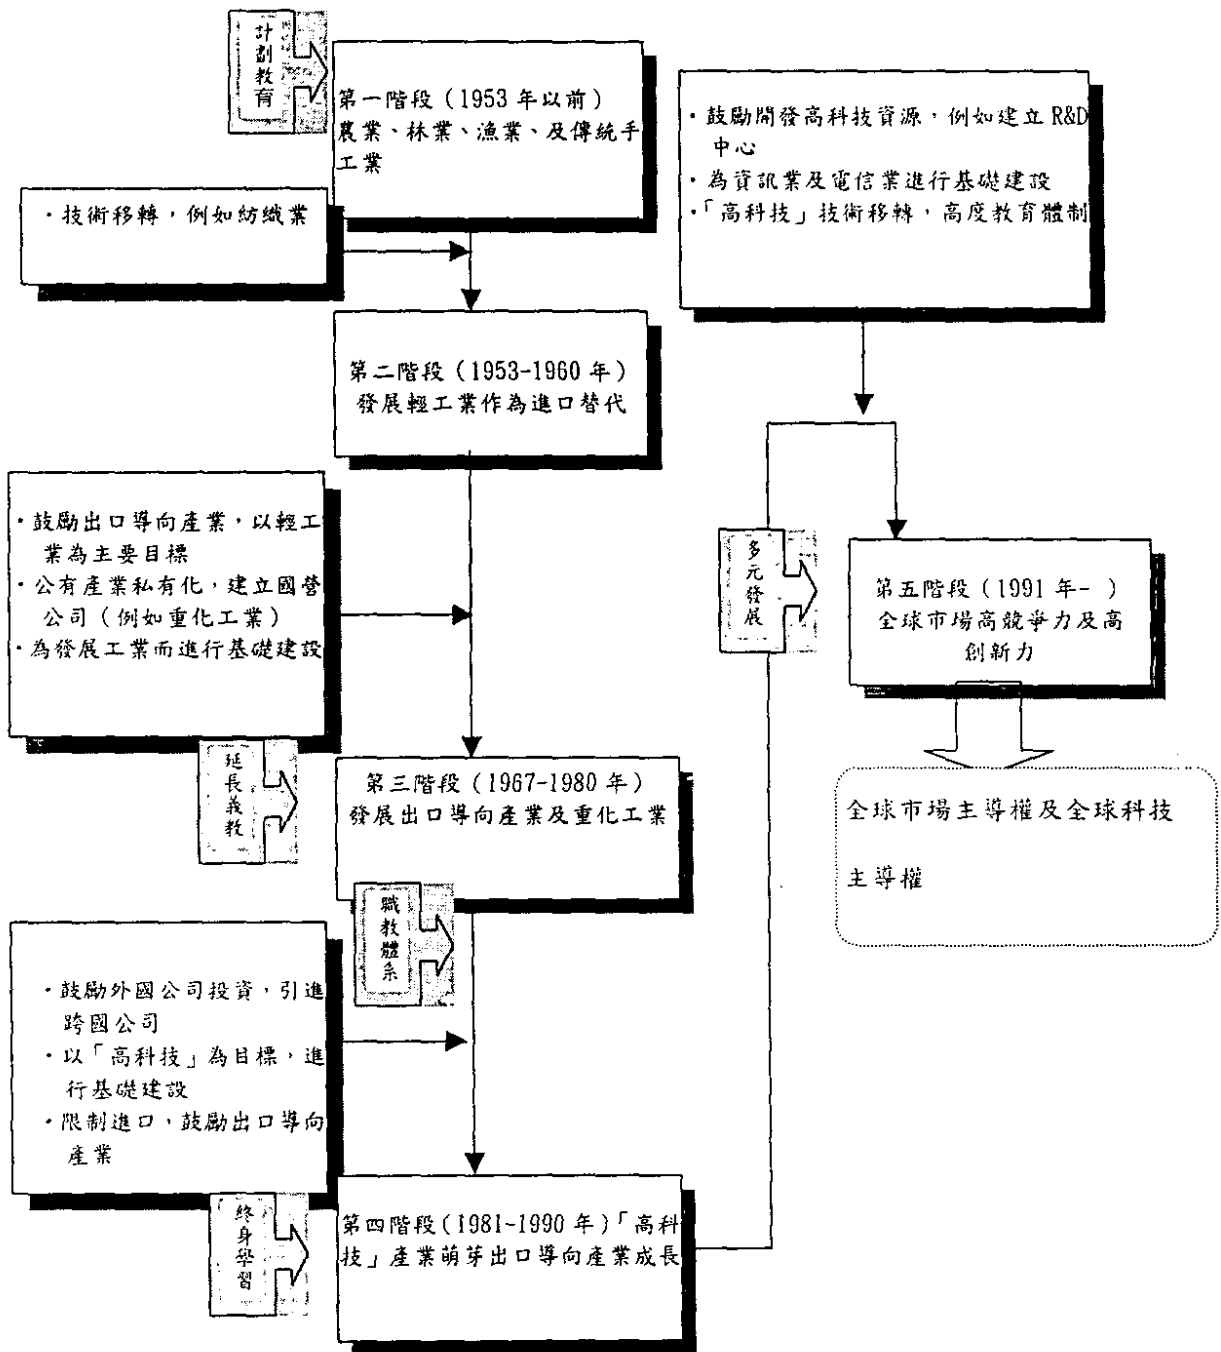 計劃教育
第一階段（1953 年以前）
農業、林業、漁業、及傳統手
工業
・技術移轉，例如紡織業
第二階段（1953-1960 年）
發展輕工業作為進口替代
・鼓勵出口導向產業，以輕工
業為主要目標
・公有產業私有化，建立國營
公司（例如重化工業）
・為發展工業而進行基礎建設
延長義教
第三階段（1967-1980 年）
發展出口導向產業及重化工業
職教體系
・鼓勵外國公司投資，引進
跨國公司
・以「高科技」為目標，進
行基礎建設
・限制進口，鼓勵出口導向
產業
終身學習
第四階段(1981-1990 年)「高科
技」產業萌芽出口導向產業成長
・鼓勵開發高科技資源，例如建立 R&D
中心
・為資訊業及電信業進行基礎建設
・「高科技」技術移轉，高度教育體制
多元發展
第五階段（1991 年- ）
全球市場高競爭力及高
創新力
全球市場主導權及全球科技
主導權